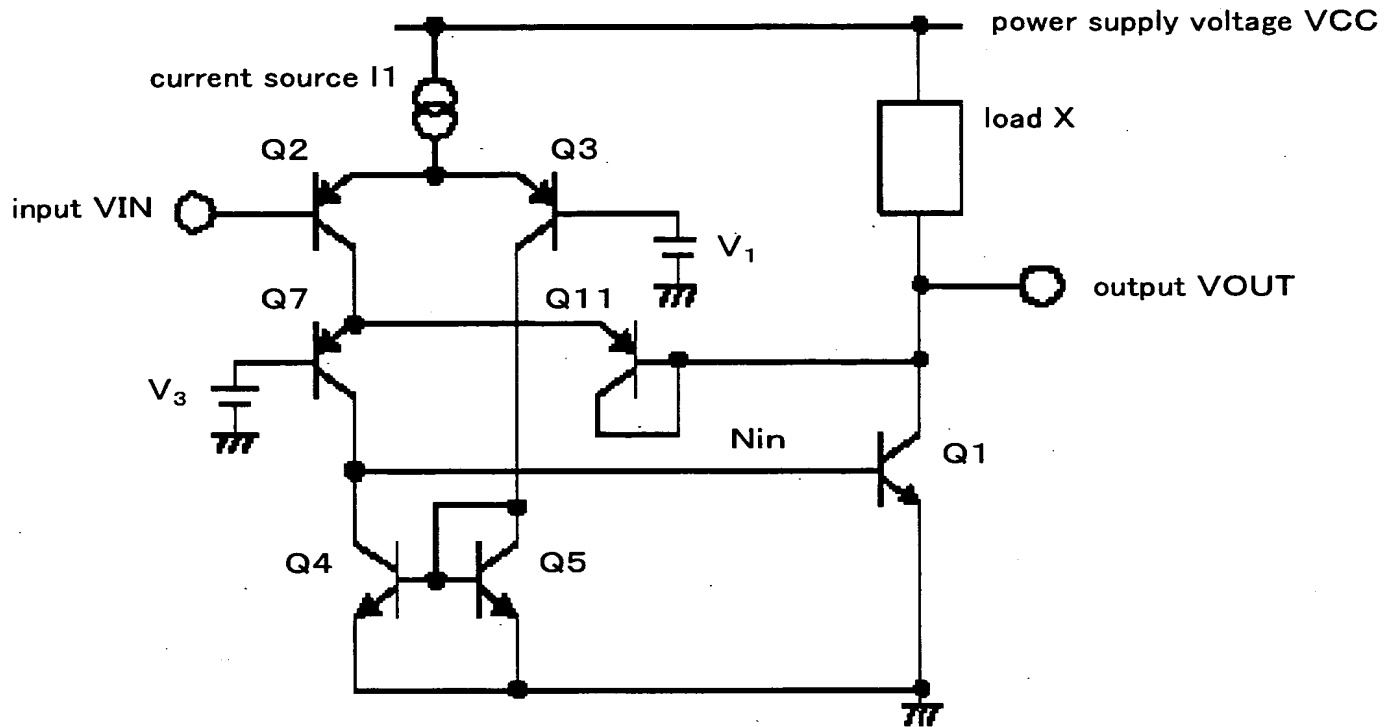 power supply voltage VCC
current source I1
load X
Q2
Q3
input VIN
V1
Q7
Q11
output VOUT
V3
Nin
Q1
Q4
Q5